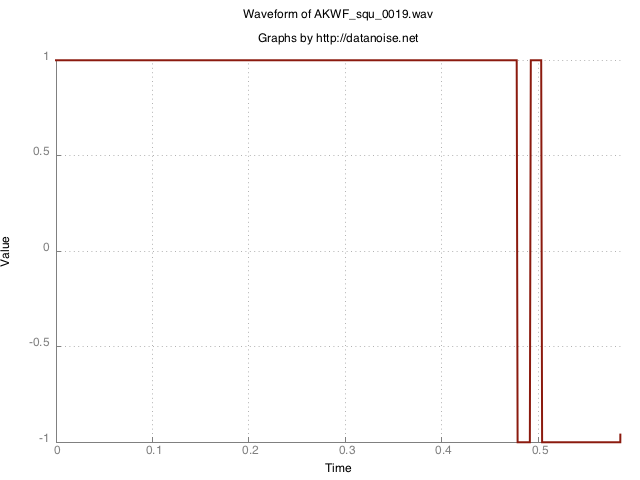 Waveform of AKWF_squ_0019.wav
Graphs by http://datanoise.net
1
0.5
0
-0.5
-1
Value
0 0.1 0.2 0.3 0.4 0.5
Time